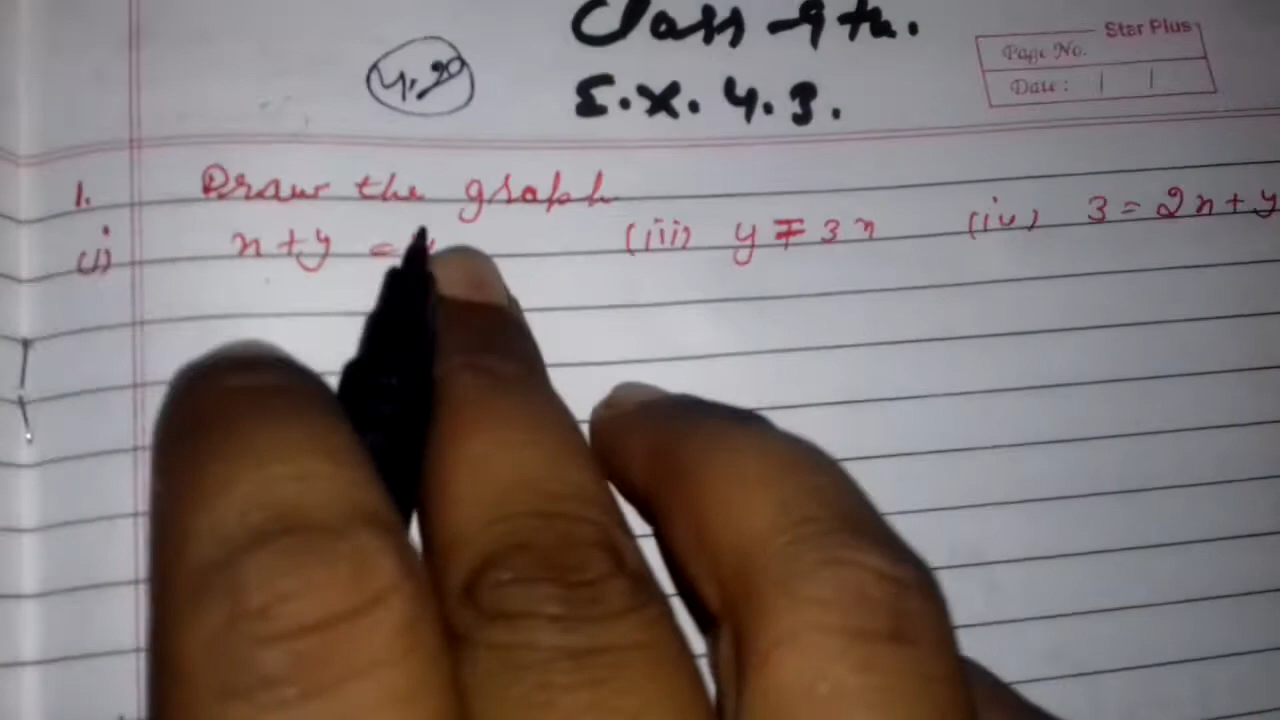 Class -9th.
4.20
E.X. 4.3.
Star Plus
Page No.
Date :
1. Draw the graph
(i) x+y = (iii) y = 3x (iv) 3 = 2x+y